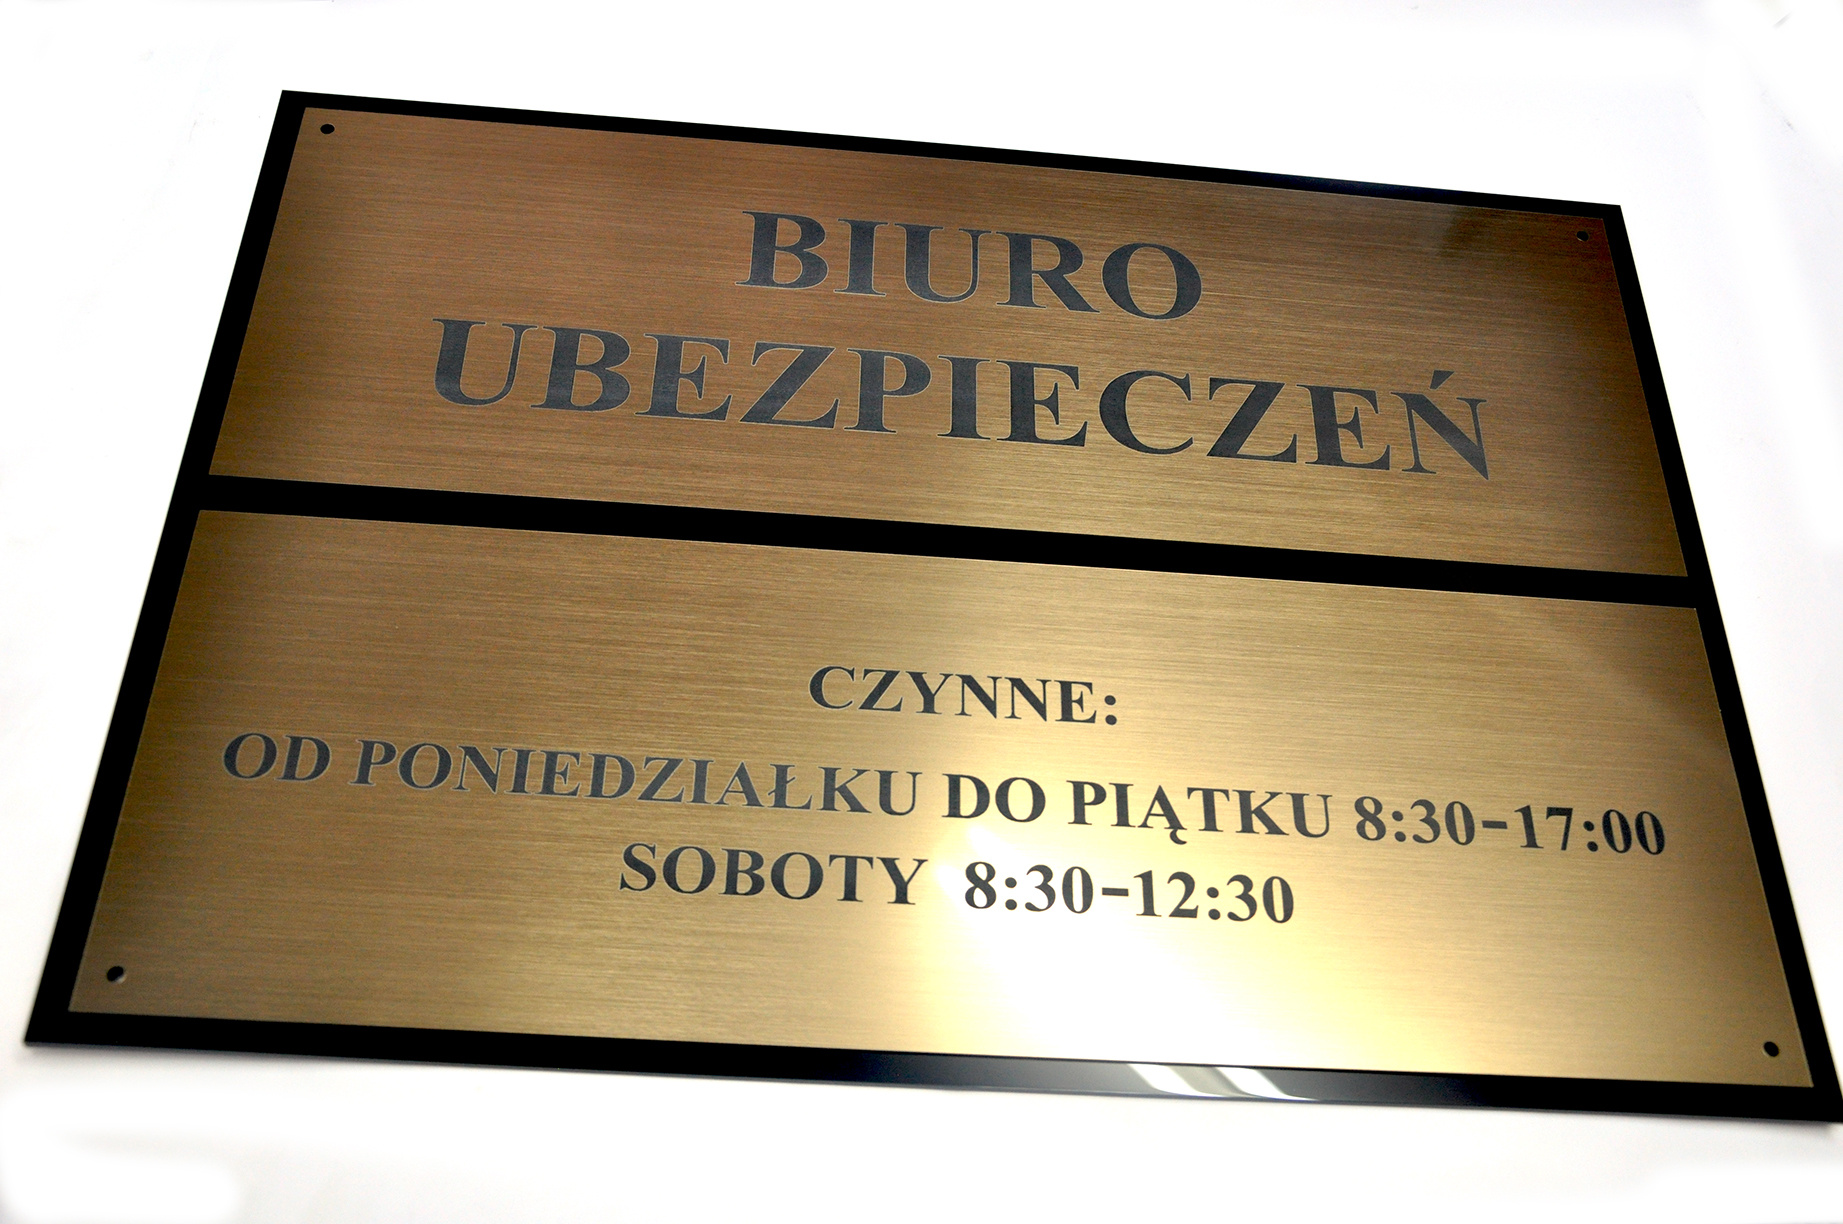 BIURO
UBEZPIECZEŃ
CZYNNE:
OD PONIEDZIAŁKU DO PIĄTKU 8:30-17:00
SOBOTY 8:30-12:30